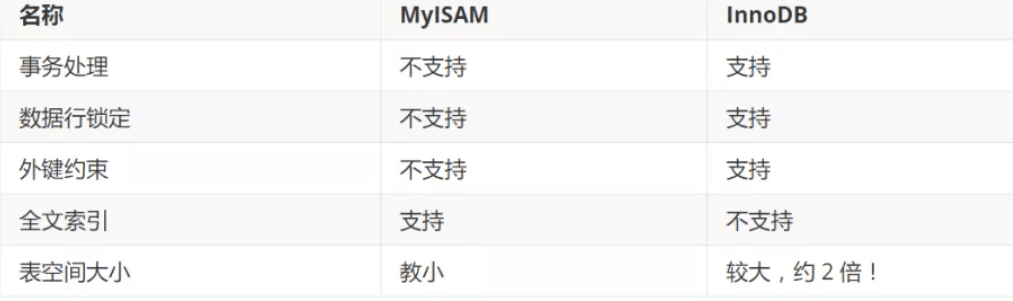 名称 MyISAM InnoDB
事务处理 不支持 支持
数据行锁定 不支持 支持
外键约束 不支持 支持
全文索引 支持 不支持
表空间大小 教小 较大，约 2 倍！